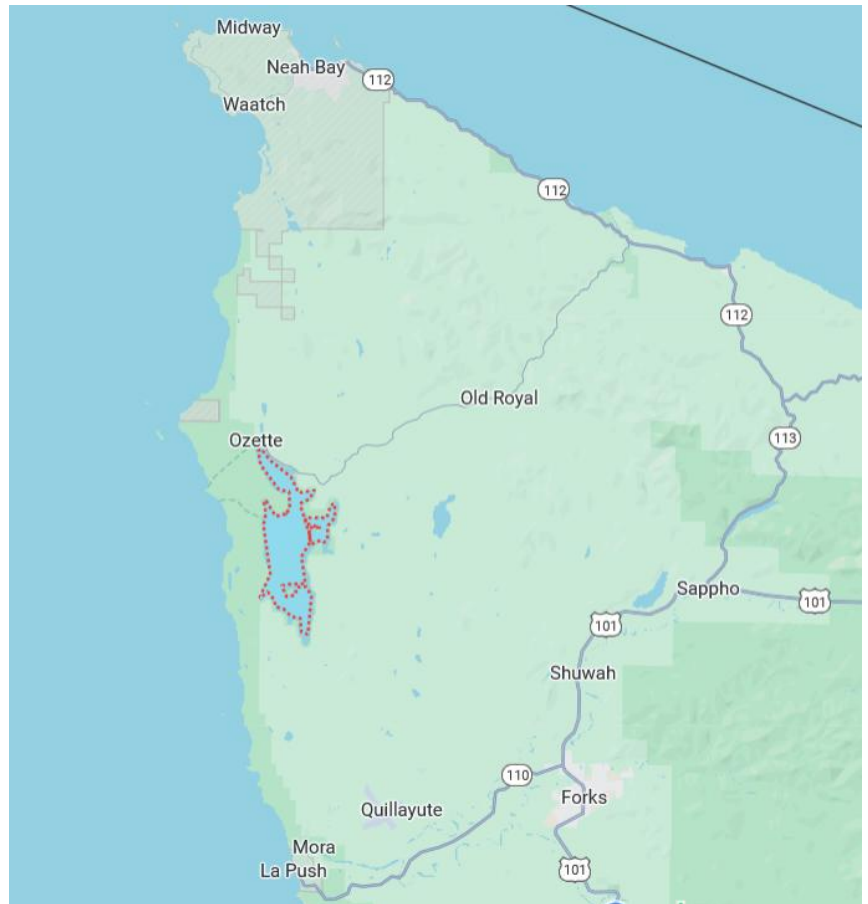 Midway
Neah Bay
112
Waatch
112
112
Old Royal
113
Ozette
Sappho
101
101
Shuwah
110
Forks
Quillayute
Mora
La Push
101